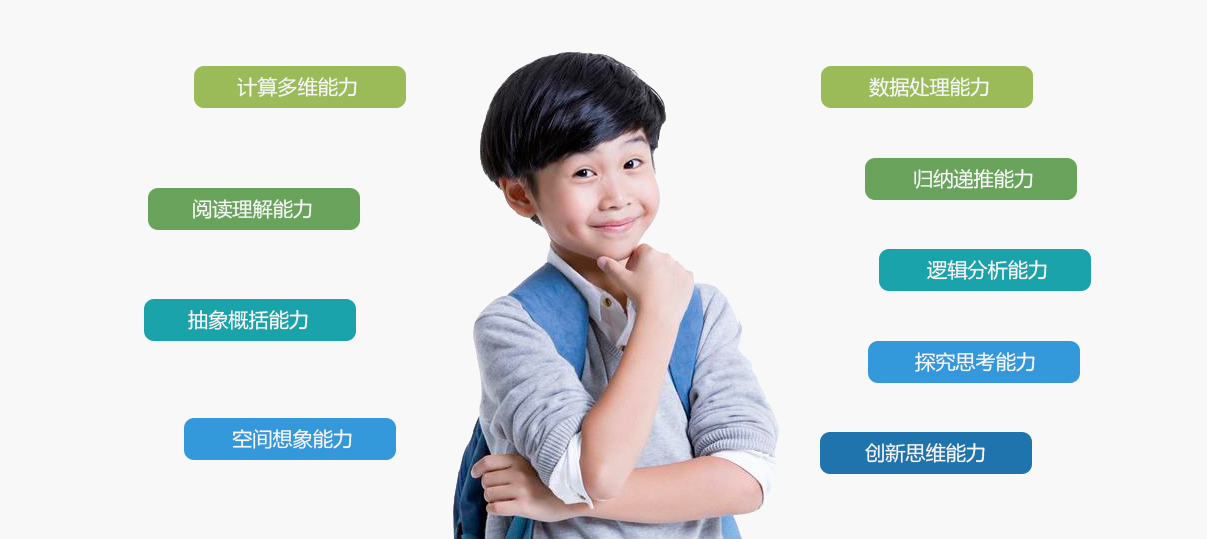 计算多维能力
数据处理能力
归纳递推能力
阅读理解能力
逻辑分析能力
抽象概括能力
探究思考能力
空间想象能力
创新思维能力